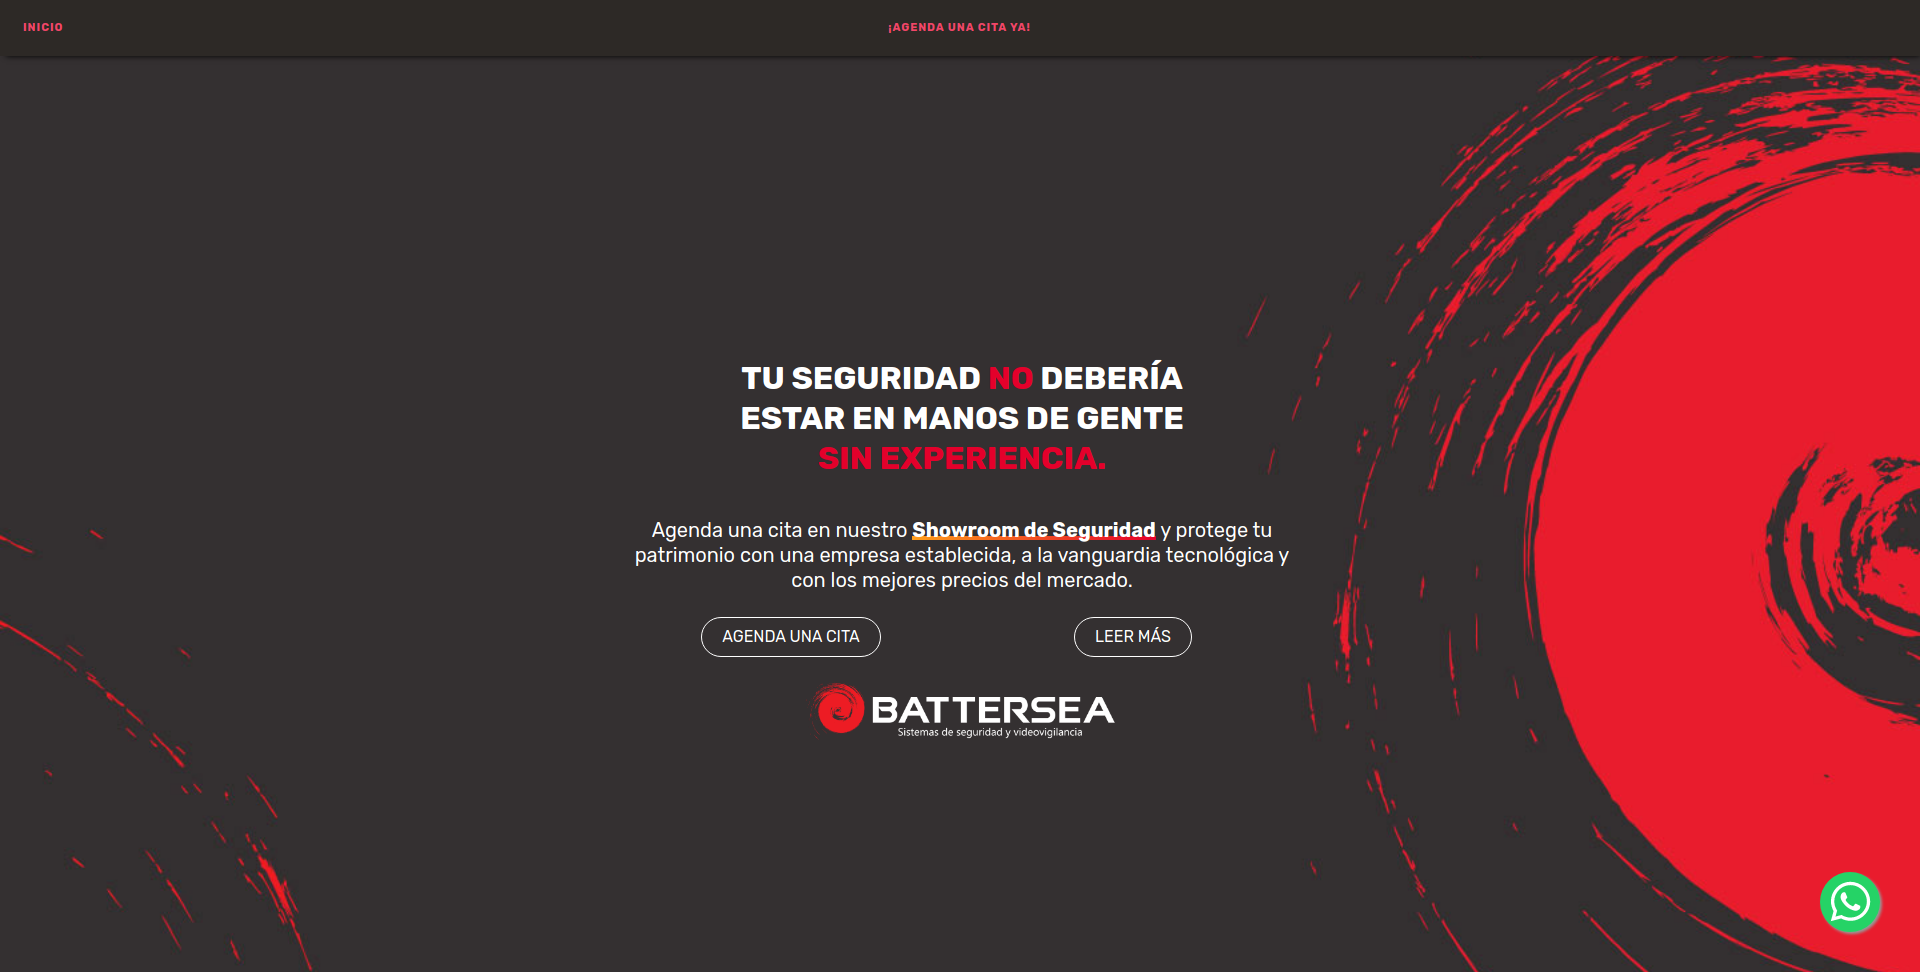 INICIO
¡AGENDA UNA CITA YA!
TU SEGURIDAD NO DEBERÍA
ESTAR EN MANOS DE GENTE
SIN EXPERIENCIA.
Agenda una cita en nuestro Showroom de Seguridad y protege tu
patrimonio con una empresa establecida, a la vanguardia tecnológica y
con los mejores precios del mercado.
AGENDA UNA CITA
LEER MÁS
BATTERSEA
Sistemas de seguridad y videovigilancia